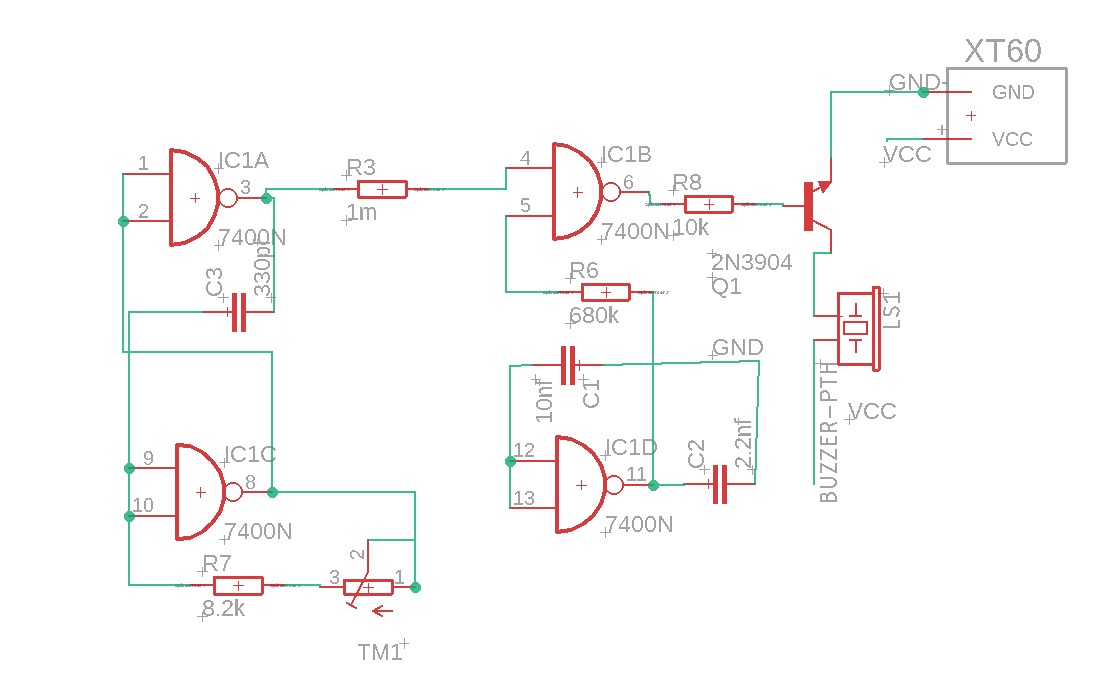 XT60
GND-
GND
+
VCC
VCC
1
IC1A
3
2
7400N
R3
1m
4
IC1B
6
5
7400N
R8
10k
2N3904
Q1
C3
330pf
R6
680k
LS1
BUZZER-PTH
VCC
GND
10nf
C1
9
IC1C
8
10
7400N
12
IC1D
11
13
7400N
C2
2.2nf
R7
8.2k
2
3
1
TM1